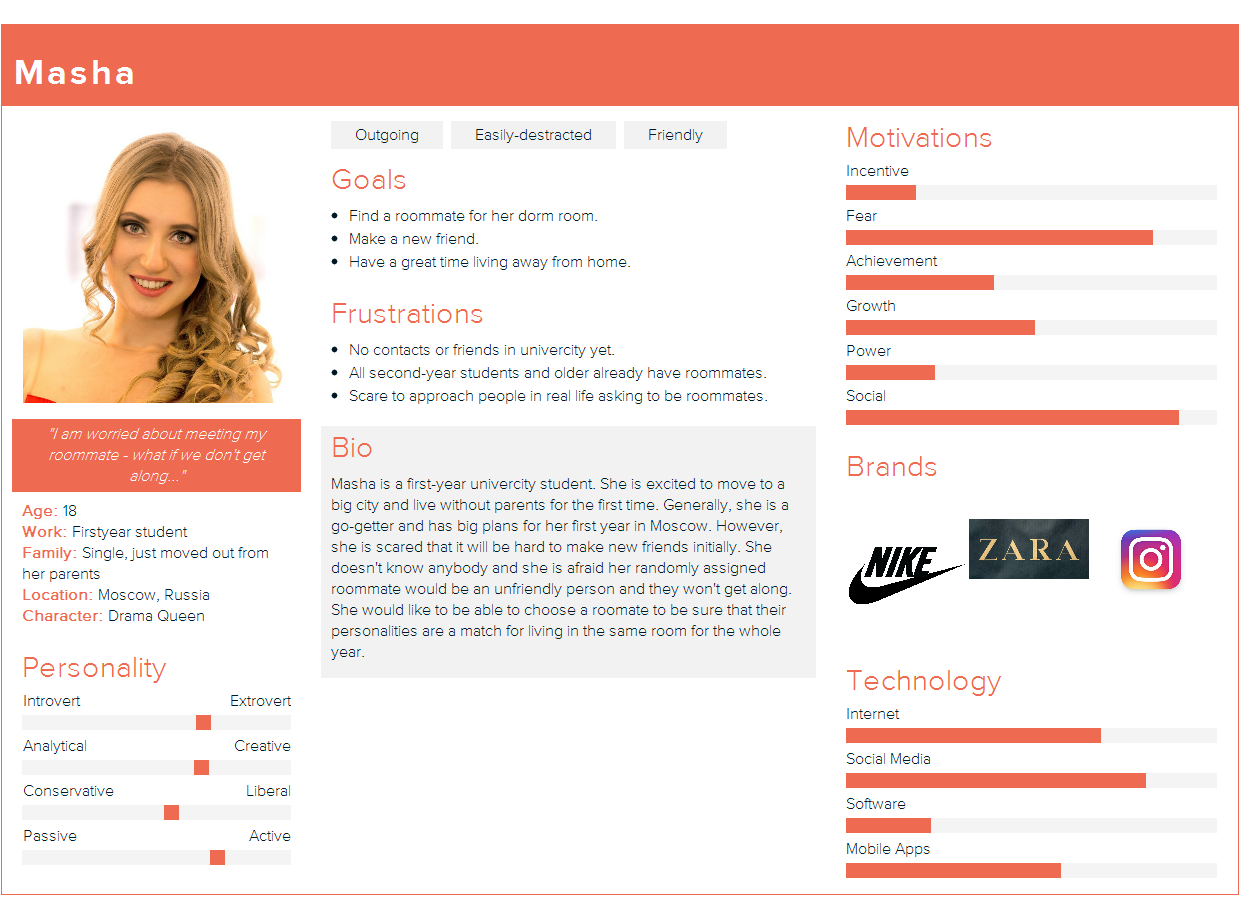 Masha
"I am worried about meeting my
roommate - what if we don't get
along..."
Age: 18
Work: Firstyear student
Family: Single, just moved out from
her parents
Location: Moscow, Russia
Character: Drama Queen
Personality
Introvert Extrovert
Analytical Creative
Conservative Liberal
Passive Active
Outgoing Easily-destracted Friendly
Goals
Find a roommate for her dorm room.
Make a new friend.
Have a great time living away from home.
Frustrations
No contacts or friends in univercity yet.
All second-year students and older already have roommates.
Scare to approach people in real life asking to be roommates.
Bio
Masha is a first-year univercity student. She is excited to move to a
big city and live without parents for the first time. Generally, she is a
go-getter and has big plans for her first year in Moscow. However,
she is scared that it will be hard to make new friends initially. She
doesn't know anybody and she is afraid her randomly assigned
roommate would be an unfriendly person and they won't get along.
She would like to be able to choose a roomate to be sure that their
personalities are a match for living in the same room for the whole
year.
Motivations
Incentive
Fear
Achievement
Growth
Power
Social
Brands
NIKE
ZARA
Technology
Internet
Social Media
Software
Mobile Apps